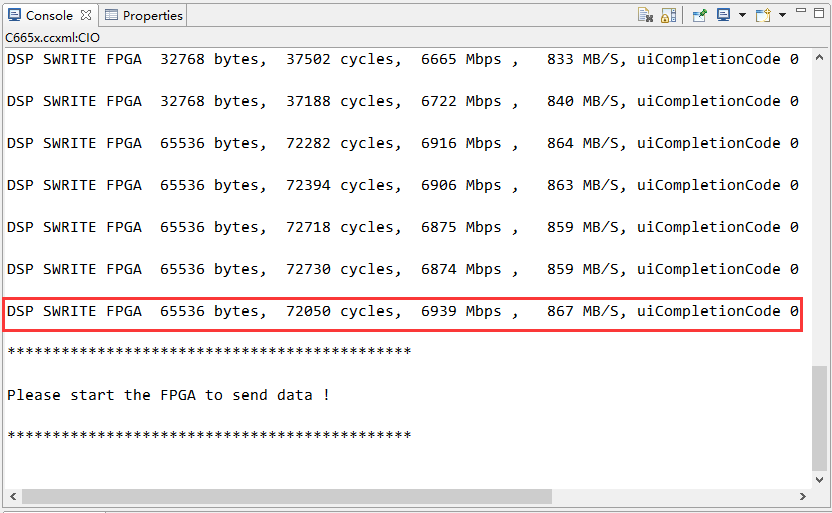 Console Properties
C665x.ccxml:CIO
DSP SWRITE FPGA  32768 bytes,  37502 cycles,  6665 Mbps ,   833 MB/S, uiCompletionCode 0
DSP SWRITE FPGA  32768 bytes,  37188 cycles,  6722 Mbps ,   840 MB/S, uiCompletionCode 0
DSP SWRITE FPGA  65536 bytes,  72282 cycles,  6916 Mbps ,   864 MB/S, uiCompletionCode 0
DSP SWRITE FPGA  65536 bytes,  72394 cycles,  6906 Mbps ,   863 MB/S, uiCompletionCode 0
DSP SWRITE FPGA  65536 bytes,  72718 cycles,  6875 Mbps ,   859 MB/S, uiCompletionCode 0
DSP SWRITE FPGA  65536 bytes,  72730 cycles,  6874 Mbps ,   859 MB/S, uiCompletionCode 0
DSP SWRITE FPGA  65536 bytes,  72050 cycles,  6939 Mbps ,   867 MB/S, uiCompletionCode 0
*********************************************
Please start the FPGA to send data !
*********************************************